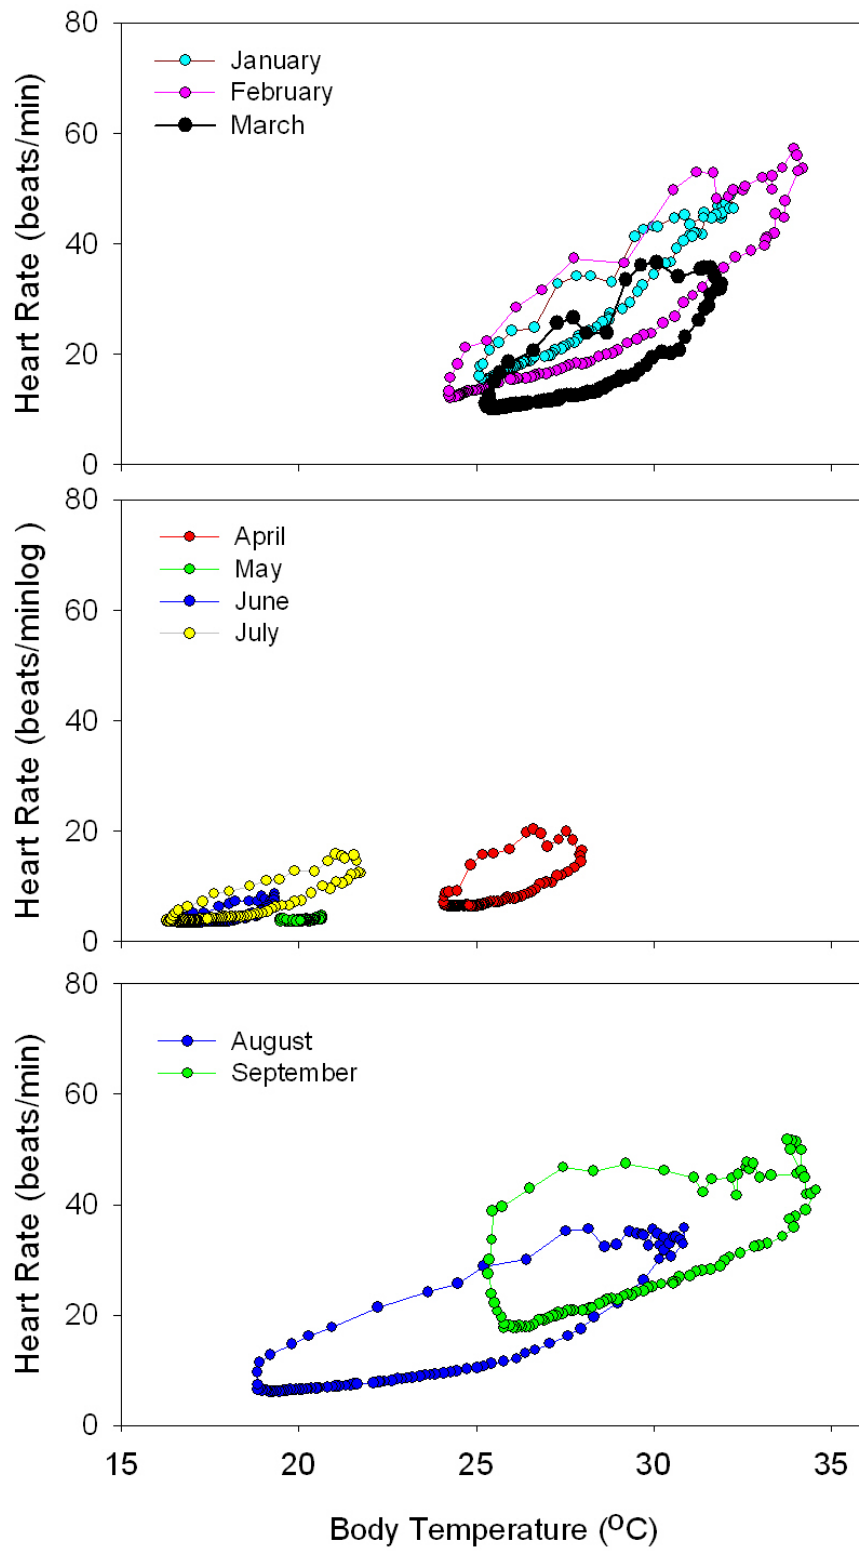 80
60
40
20
0
Heart Rate (beats/min)
January
February
March
80
60
40
20
0
Heart Rate (beats/minlog )
April
May
June
July
80
60
40
20
0
Heart Rate (beats/min)
August
September
15 20 25 30 35
Body Temperature (ᴼC)